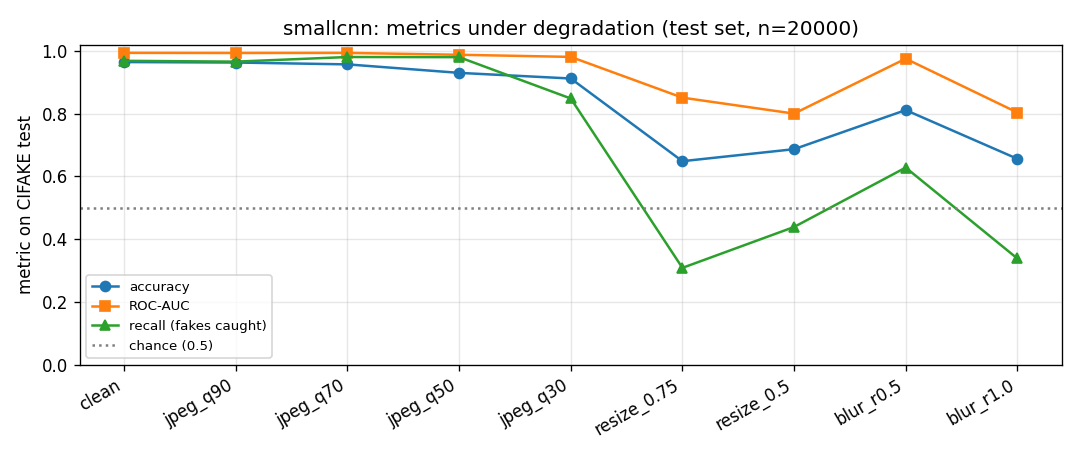 smallcnn: metrics under degradation (test set, n=20000)
metric on CIFAKE test
1.0
0.8
0.6
0.4
0.2
0.0
accuracy
ROC-AUC
recall (fakes caught)
chance (0.5)
clean
jpeg_q90
jpeg_q70
jpeg_q50
jpeg_q30
resize_0.75
resize_0.5
blur_r0.5
blur_r1.0